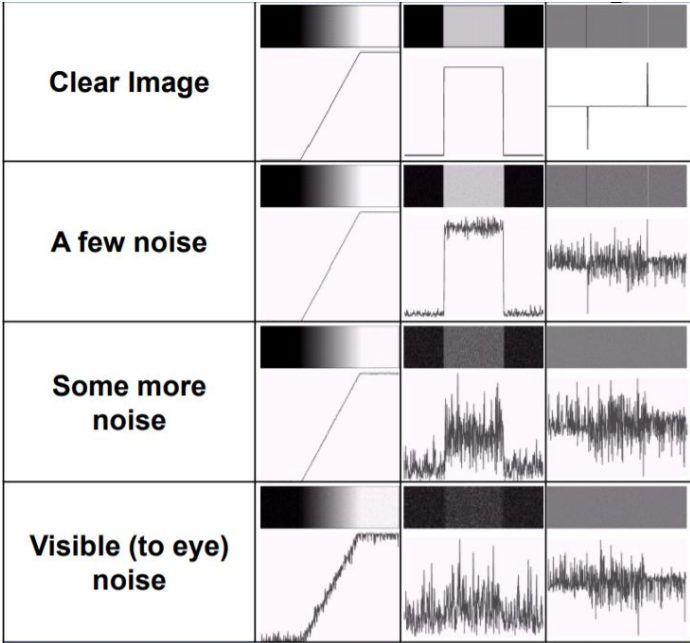 Clear Image
A few noise
Some more
noise
Visible (to eye)
noise